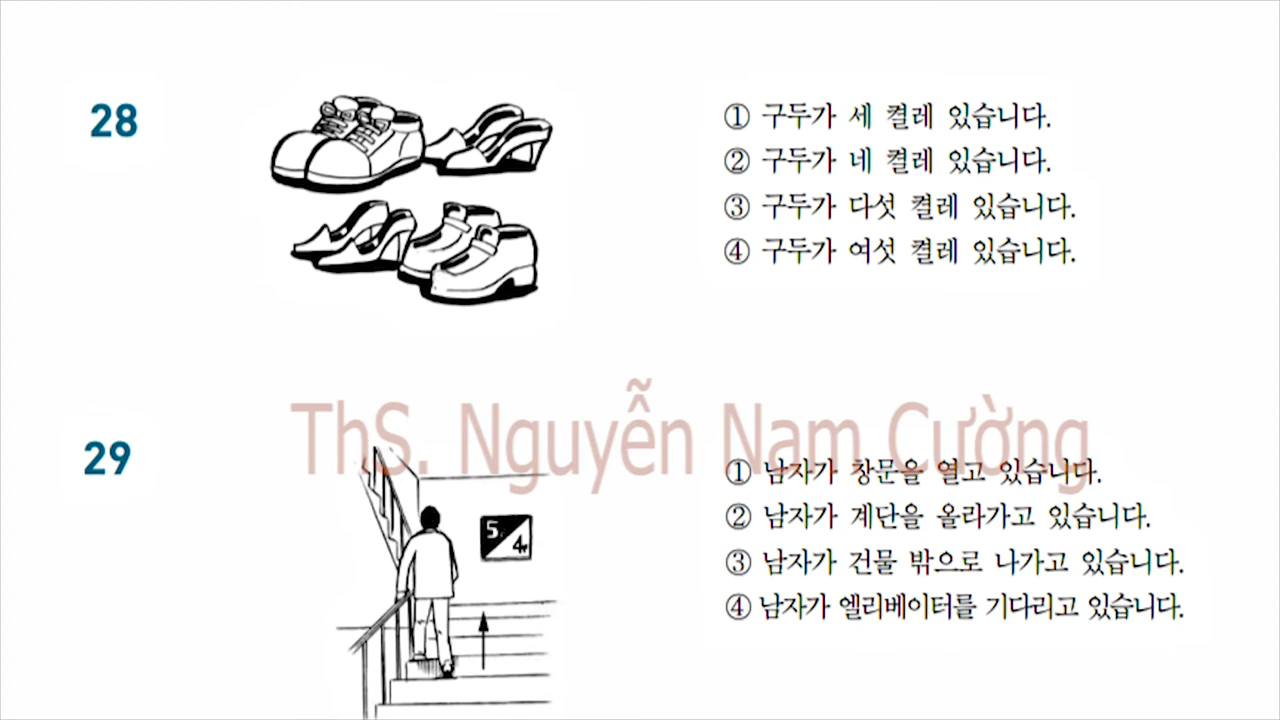 28
① 구두가 세 켤레 있습니다.
② 구두가 네 켤레 있습니다.
③ 구두가 다섯 켤레 있습니다.
④ 구두가 여섯 켤레 있습니다.
ThS. Nguyễn Nam Cường
29
5F
4F
① 남자가 창문을 열고 있습니다.
② 남자가 계단을 올라가고 있습니다.
③ 남자가 건물 밖으로 나가고 있습니다.
④ 남자가 엘리베이터를 기다리고 있습니다.